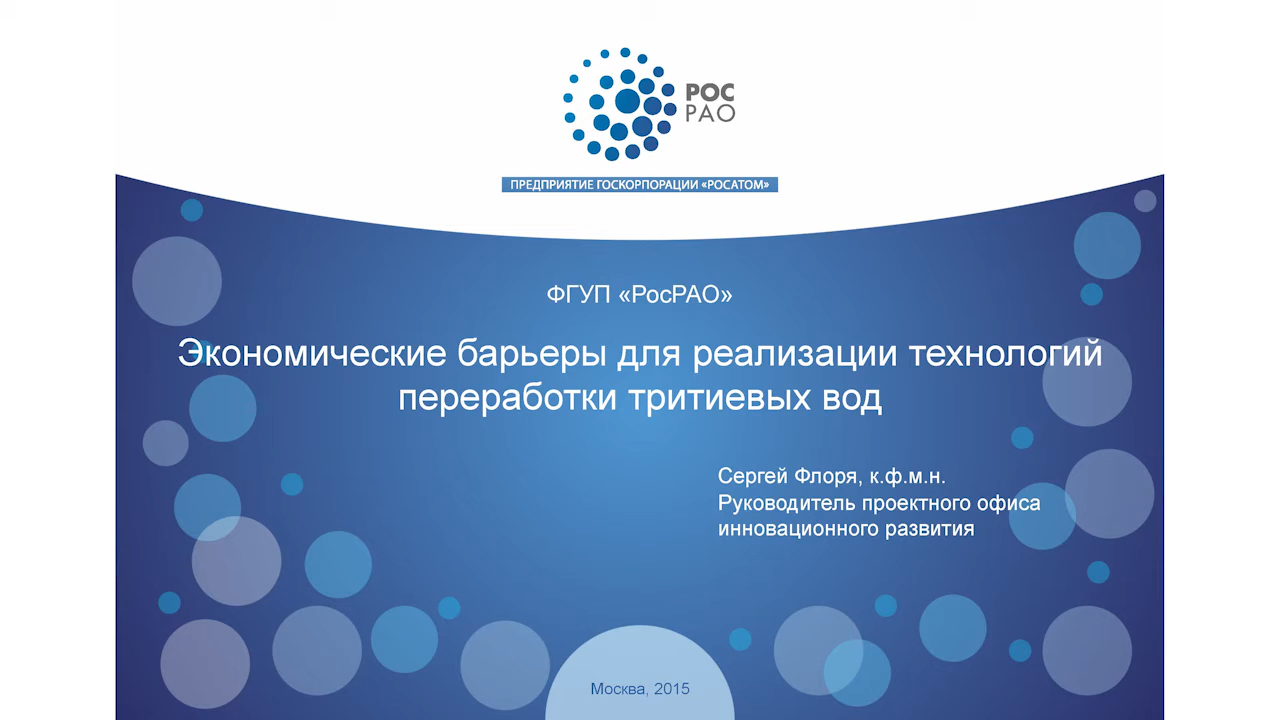 РОС
РАО
ПРЕДПРИЯТИЕ ГОСКОРПОРАЦИИ «РОСАТОМ»
ФГУП «РосРАО»
Экономические барьеры для реализации технологий
переработки тритиевых вод
Сергей Флоря, к.ф.м.н.
Руководитель проектного офиса
инновационного развития
Москва, 2015